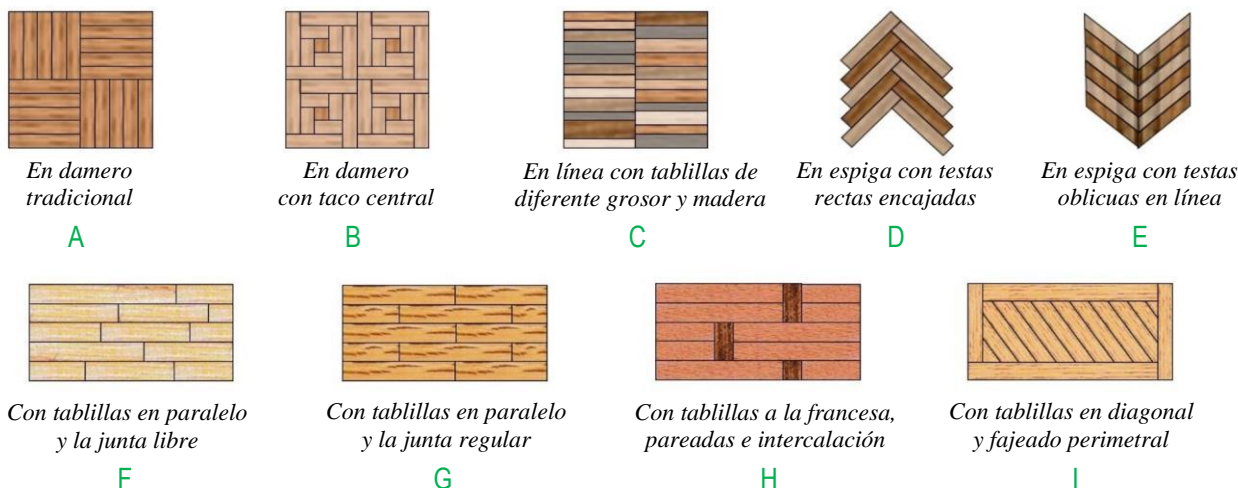 En damero
tradicional
A
En damero
con taco central
B
En línea con tablillas de
diferente grosor y madera
C
En espiga con testas
rectas encajadas
D
En espiga con testas
oblicuas en línea
E
Con tablillas en paralelo
y la junta libre
F
Con tablillas en paralelo
y la junta regular
G
Con tablillas a la francesa,
pareadas e intercalación
H
Con tablillas en diagonal
y fajeado perimetral
I